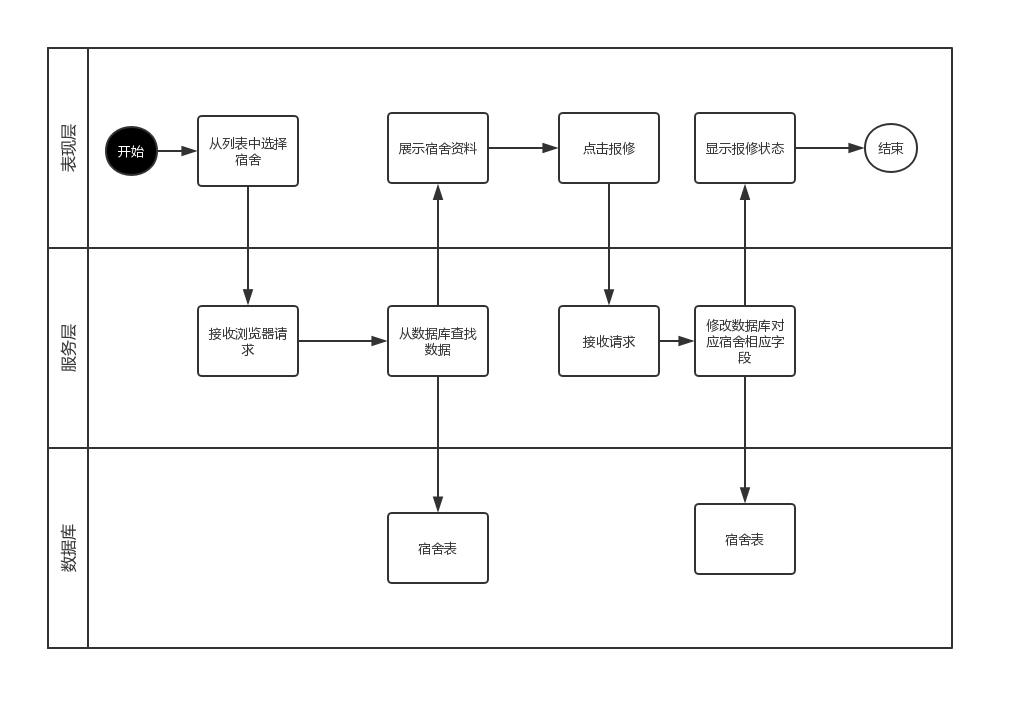 表现层
开始
从列表中选择
宿舍
展示宿舍资料
点击报修
显示报修状态
结束
服务层
接收浏览器请
求
从数据库查找
数据
接收请求
修改数据库对
应宿舍相应字
段
数据库
宿舍表
宿舍表